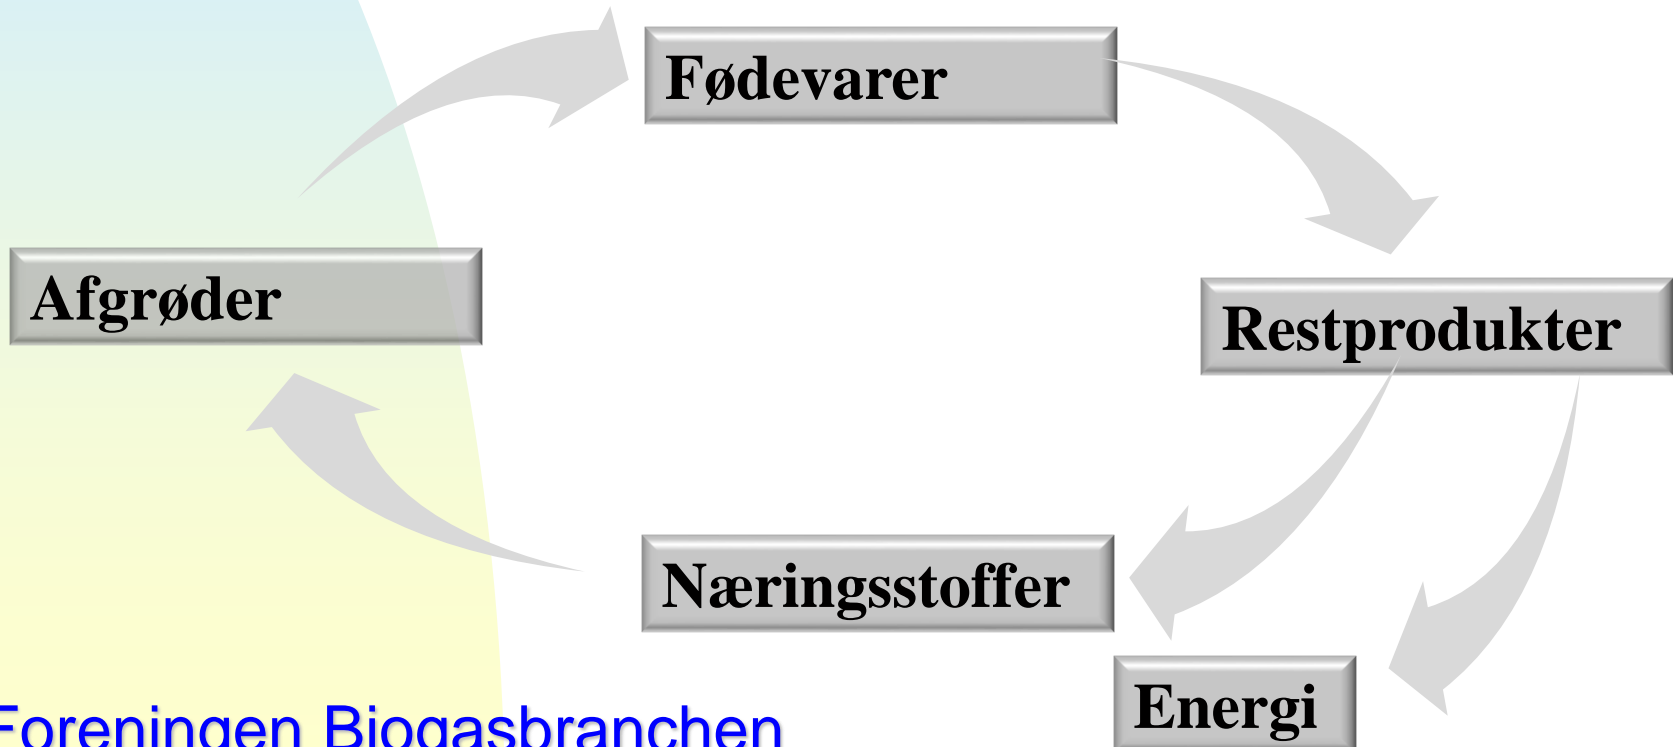 Fødevarer
Afgrøder
Restprodukter
Næringsstoffer
Energi
Foreningen Biogasbranchen